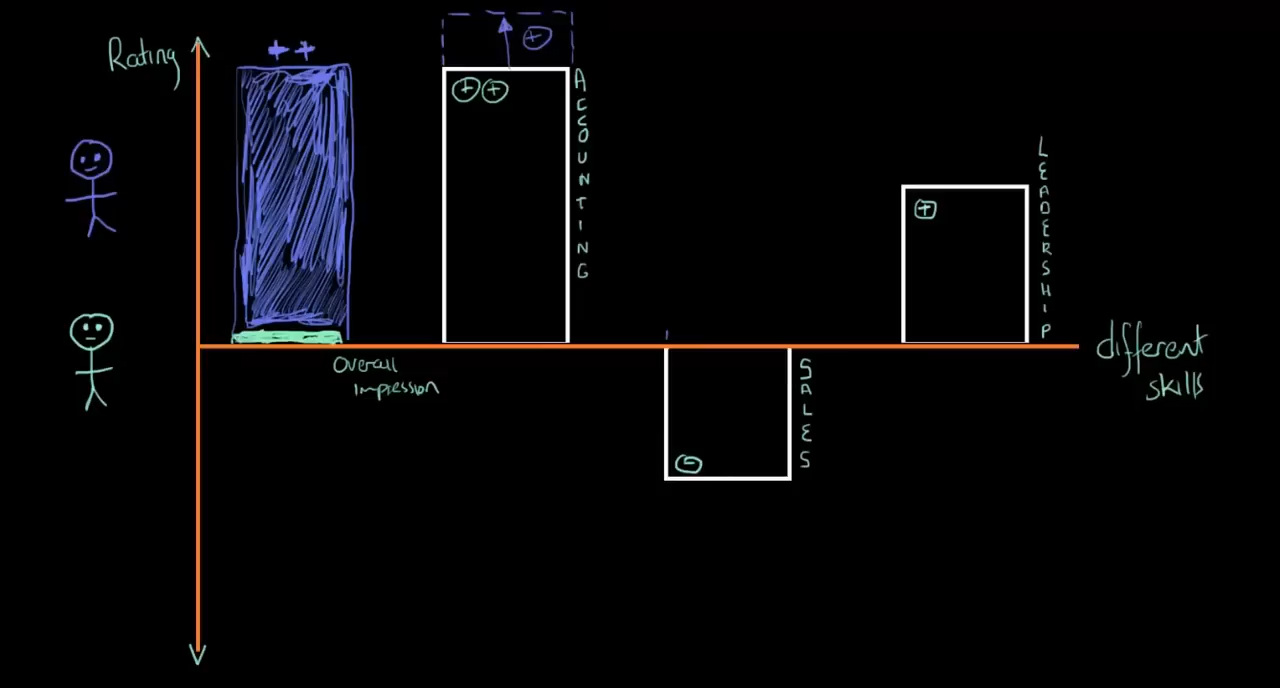 Rating
++
+
++
ACCOUNTING
+
LEADERSHIP
different
skills
Overall
impression
-
SALES